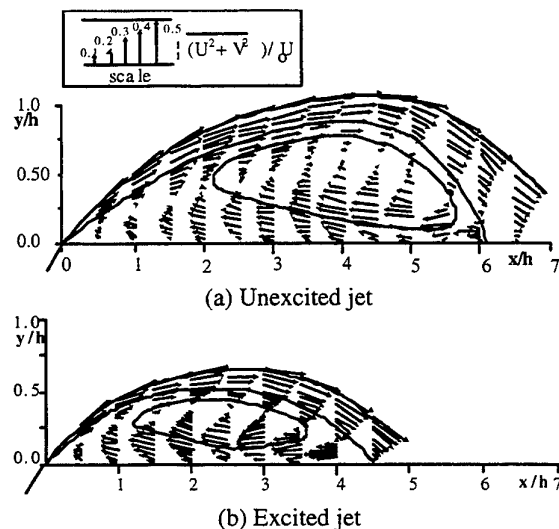 0. 0.2 0.3 0.4 0.5 (U²+ V²)/ U₀
scale
1.0
y/h
0.50
0.0
0 1 2 3 4 5 6 x/h 7
(a) Unexcited jet
1.0
y/h
0.5
0.0
1 2 3 4 5 6 x/h 7
(b) Excited jet